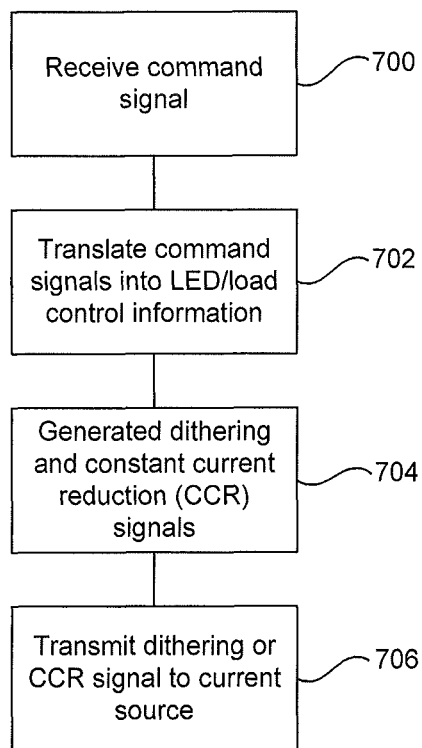 Receive command
signal
700
Translate command
signals into LED/load
control information
702
Generated dithering
and constant current
reduction (CCR)
signals
704
Transmit dithering or
CCR signal to current
source
706